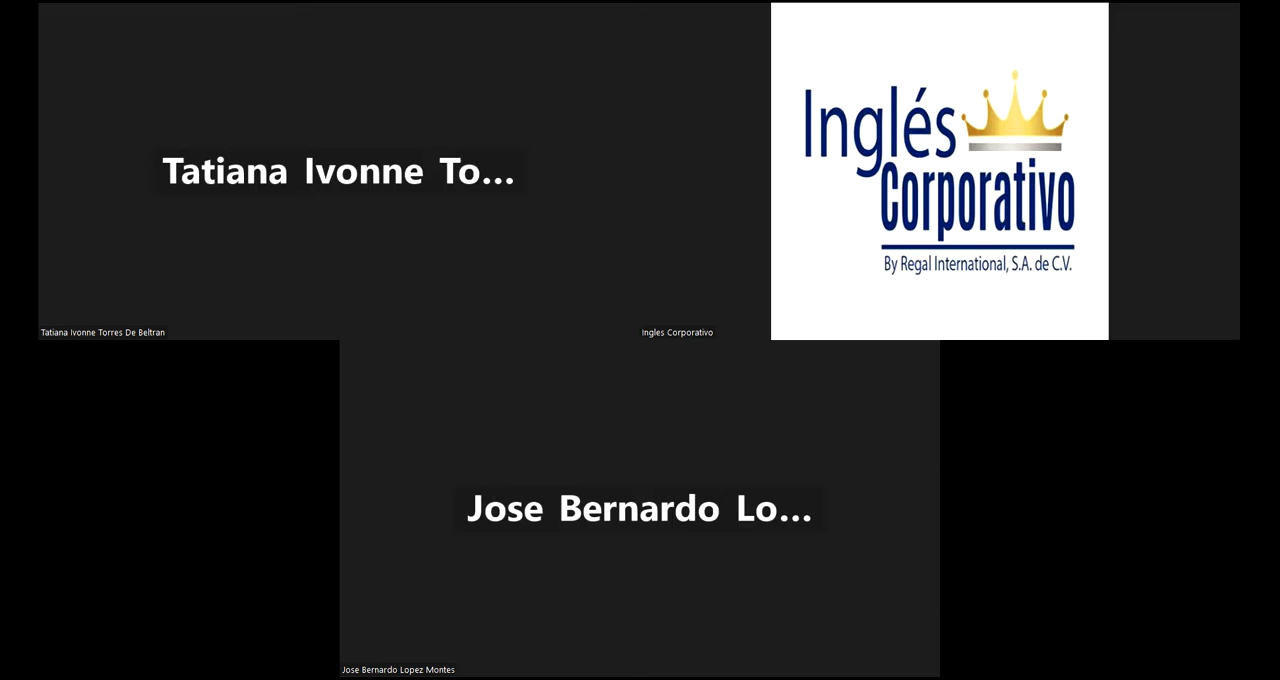 Tatiana Ivonne To...
Inglés
Corporativo
By Regal International, S.A. de C.V.
Tatiana Ivonne Torres De Beltran
Ingles Corporativo
Jose Bernardo Lo...
Jose Bernardo Lopez Montes